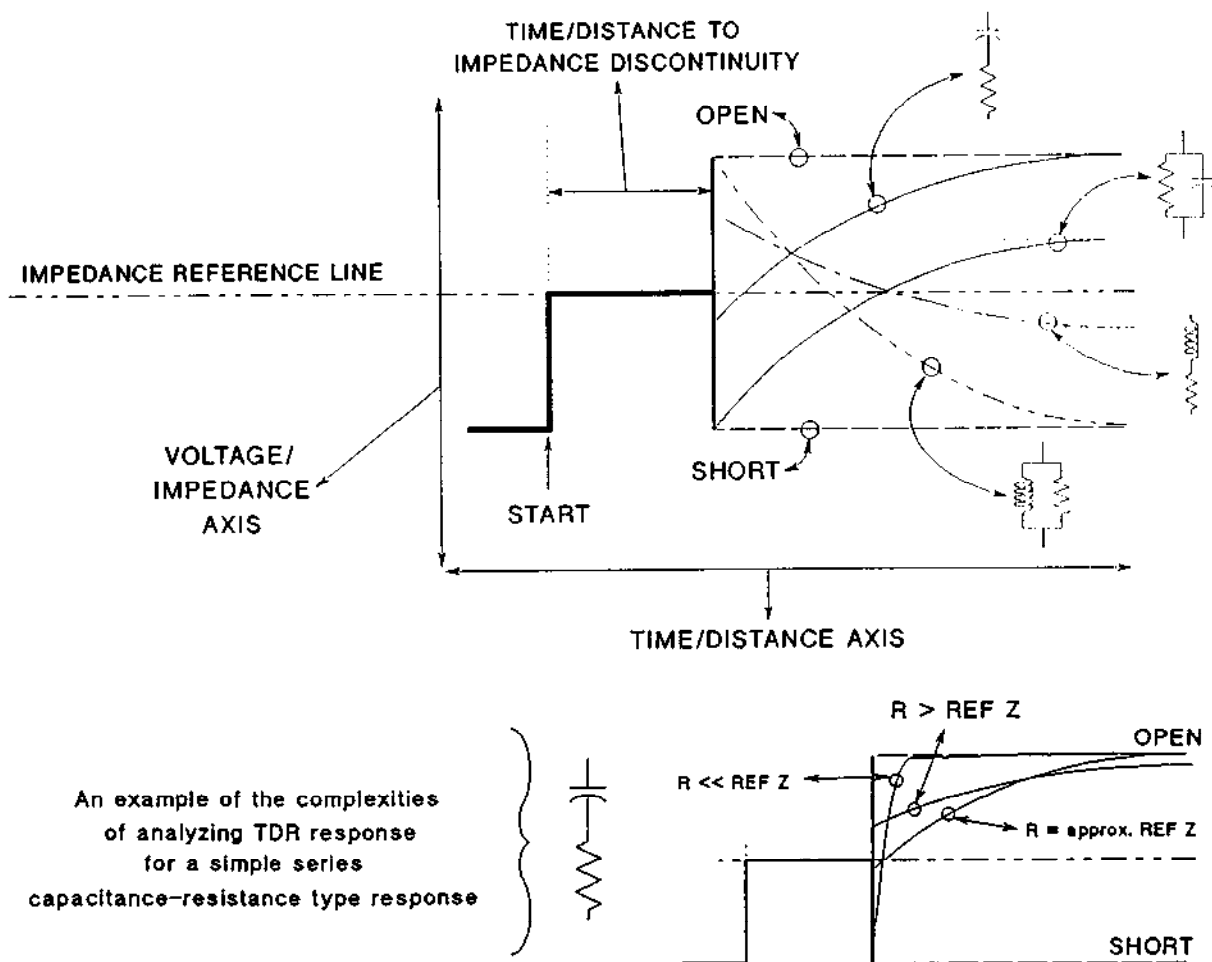 TIME/DISTANCE TO
IMPEDANCE DISCONTINUITY
OPEN
IMPEDANCE REFERENCE LINE
VOLTAGE/
IMPEDANCE
AXIS
START
SHORT
TIME/DISTANCE AXIS
An example of the complexities
of analyzing TDR response
for a simple series
capacitance-resistance type response
R > REF Z
OPEN
R << REF Z
R = approx. REF Z
SHORT